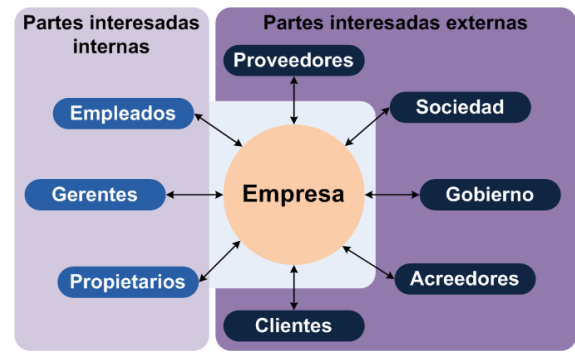 Partes interesadas
internas
Partes interesadas externas
Proveedores
Empleados
Sociedad
Gerentes
Empresa
Gobierno
Propietarios
Acreedores
Clientes